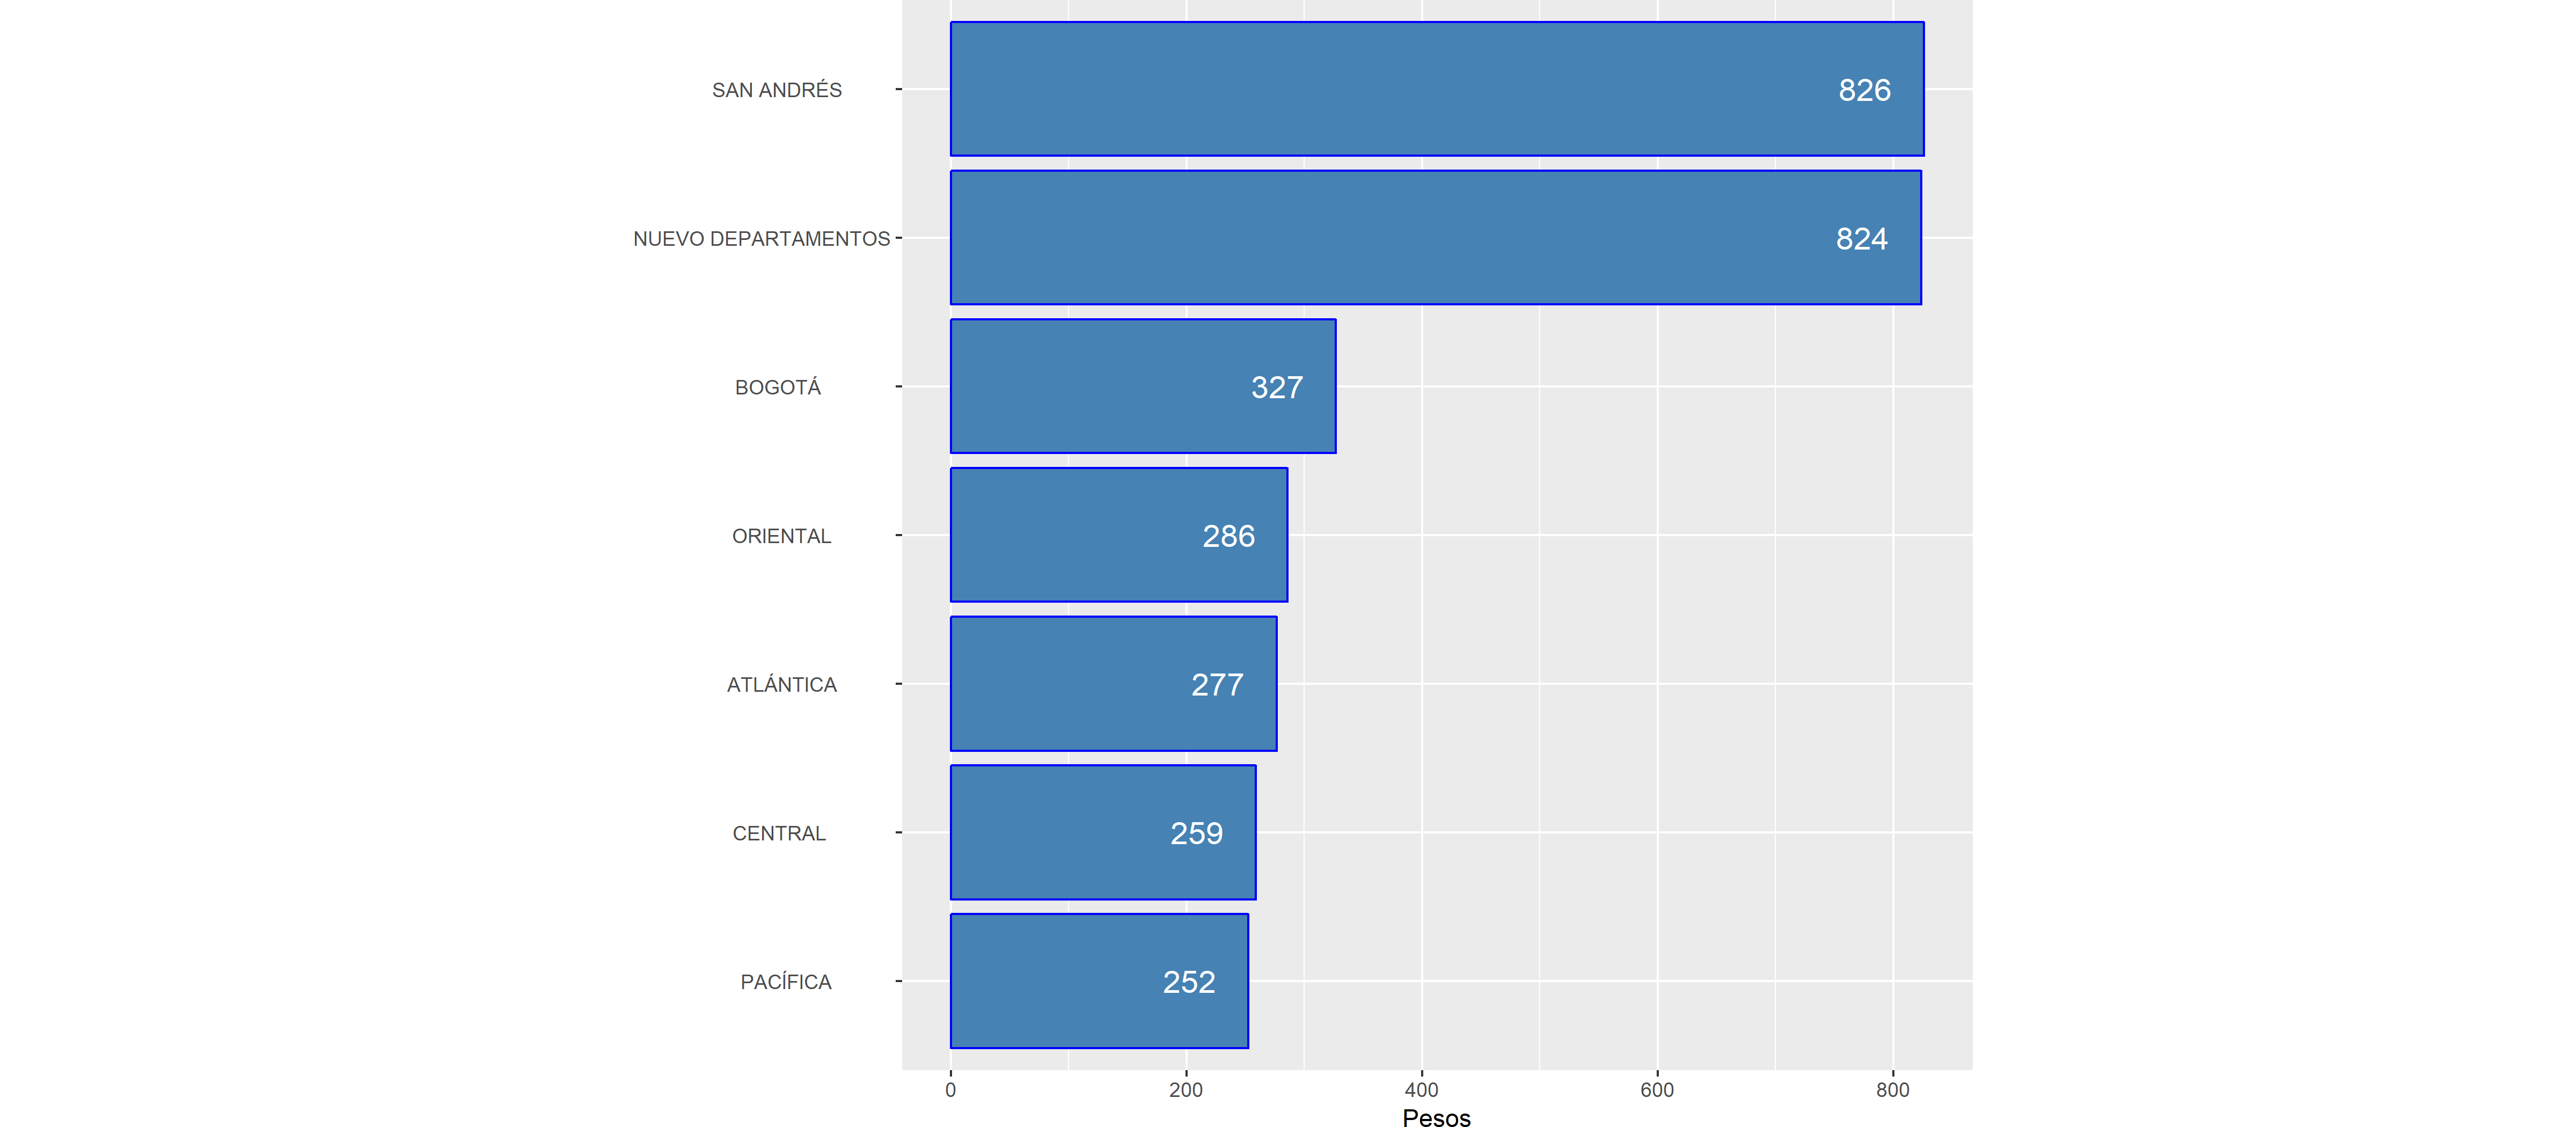 SAN ANDRÉS 826
NUEVO DEPARTAMENTOS 824
BOGOTÁ 327
ORIENTAL 286
ATLÁNTICA 277
CENTRAL 259
PACÍFICA 252
0 200 400 600 800
Pesos